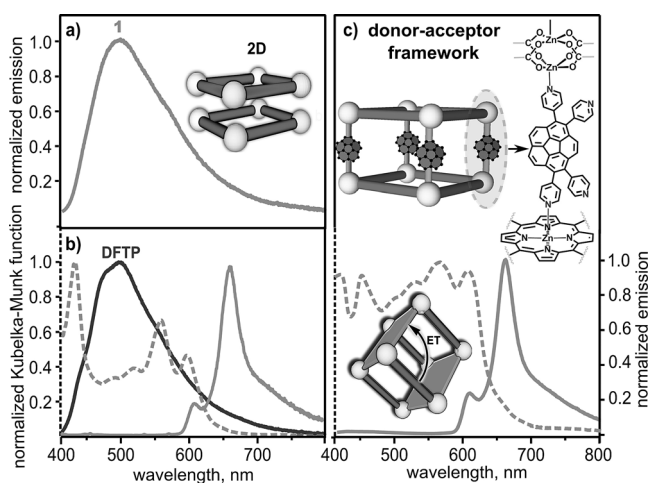 a)
1
2D
normalized emission
1.0
0.8
0.6
0.4
0.2
b)
DFTP
normalized Kubelka-Munk function
1.0
0.8
0.6
0.4
0.2
400 500 600 700
wavelength, nm
c) donor-acceptor
framework
O O
C C
O Zn O
O O
C C
O Zn O
N
N
N
N
N
N
N Zn N
N
ET
1.0
0.8
0.6
0.4
0.2
normalized emission
400 500 600 700 800
wavelength, nm